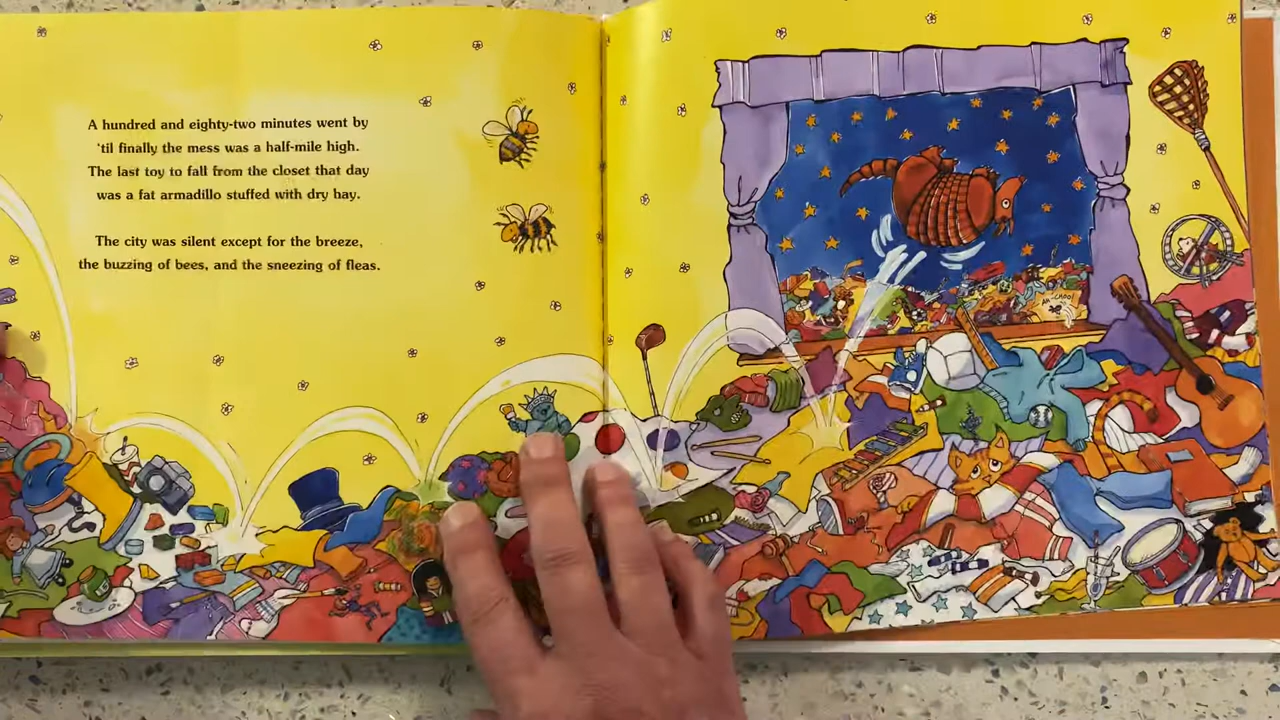 A hundred and eighty-two minutes went by
'til finally the mess was a half-mile high.
The last toy to fall from the closet that day
was a fat armadillo stuffed with dry hay.
The city was silent except for the breeze,
the buzzing of bees, and the sneezing of fleas.
AH-CHOO!